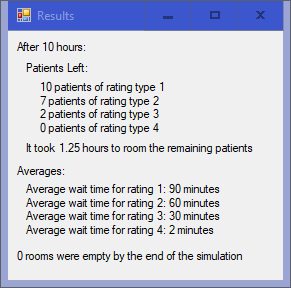 Results
After 10 hours:
Patients Left:
10 patients of rating type 1
7 patients of rating type 2
2 patients of rating type 3
0 patients of rating type 4
It took 1.25 hours to room the remaining patients
Averages:
Average wait time for rating 1: 90 minutes
Average wait time for rating 2: 60 minutes
Average wait time for rating 3: 30 minutes
Average wait time for rating 4: 2 minutes
0 rooms were empty by the end of the simulation